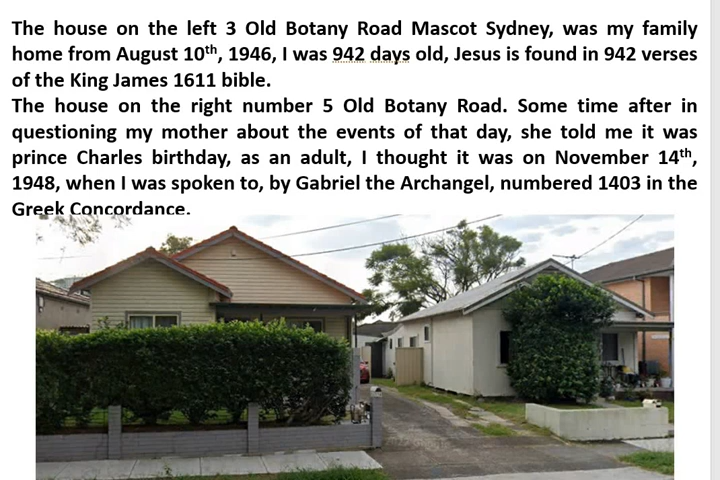 The house on the left 3 Old Botany Road Mascot Sydney, was my family
home from August 10th, 1946, I was 942 days old, Jesus is found in 942 verses
of the King James 1611 bible.
The house on the right number 5 Old Botany Road. Some time after in
questioning my mother about the events of that day, she told me it was
prince Charles birthday, as an adult, I thought it was on November 14th,
1948, when I was spoken to, by Gabriel the Archangel, numbered 1403 in the
Greek Concordance.